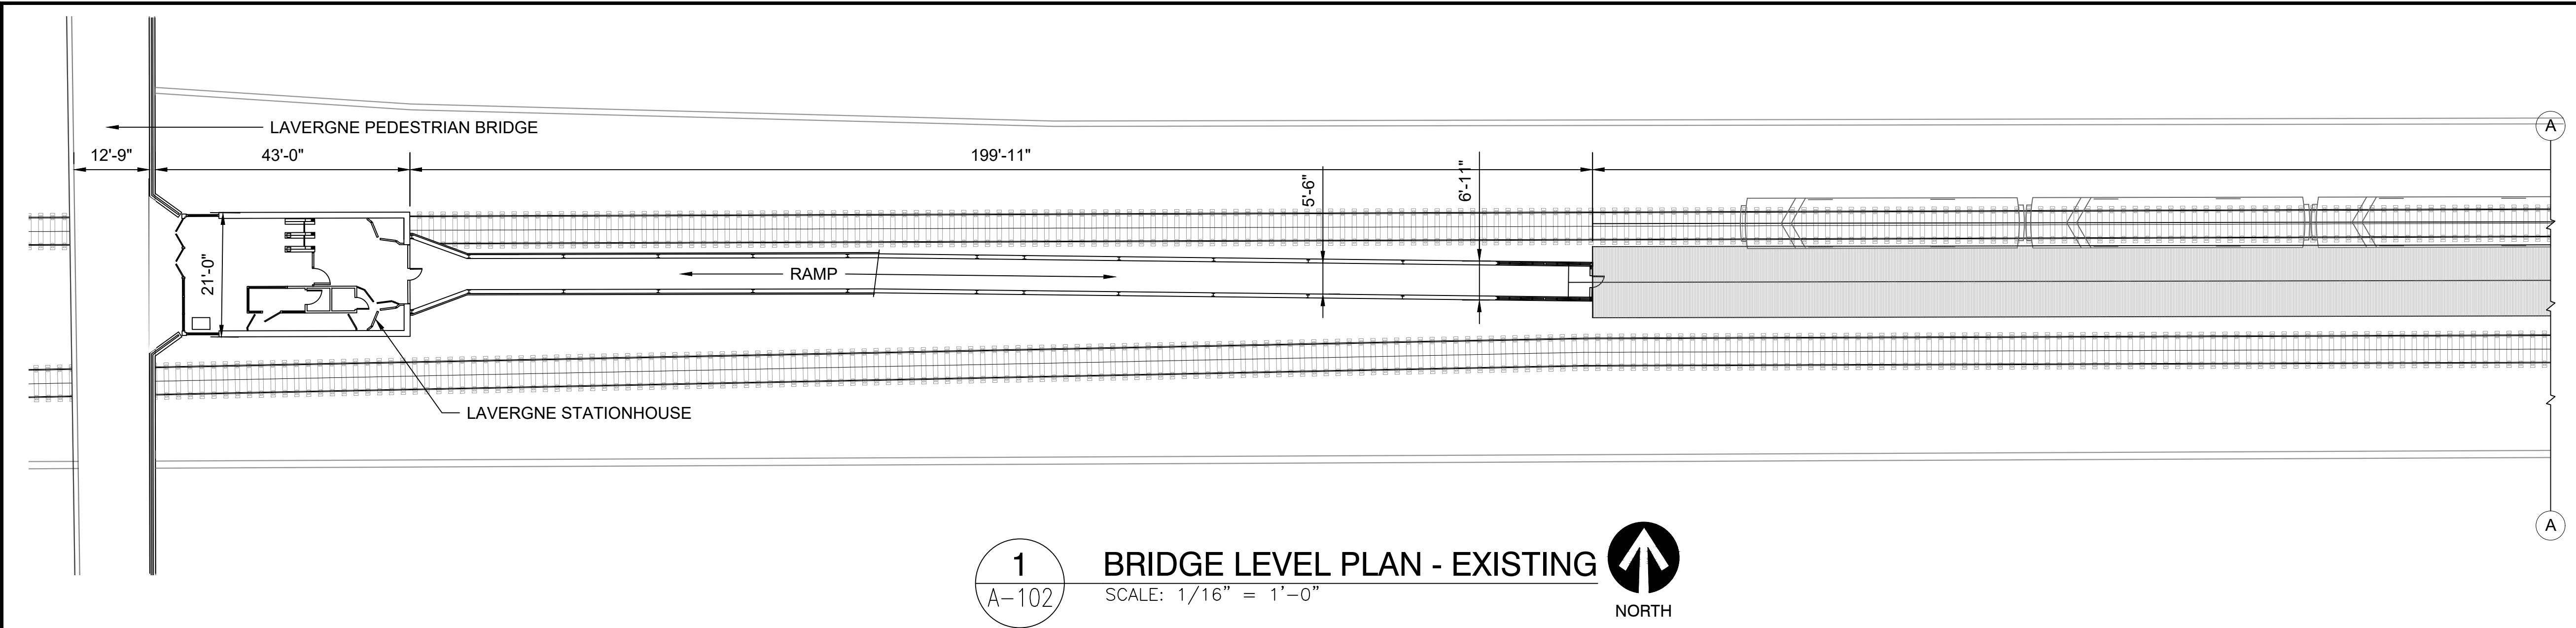 LAVERGNE PEDESTRIAN BRIDGE
A
12'-9"
43'-0"
199'-11"
5'-6"
6'-11"
21'-0"
RAMP
LAVERGNE STATIONHOUSE
A
1
A-102
BRIDGE LEVEL PLAN - EXISTING
SCALE: 1/16” = 1’-0”
NORTH